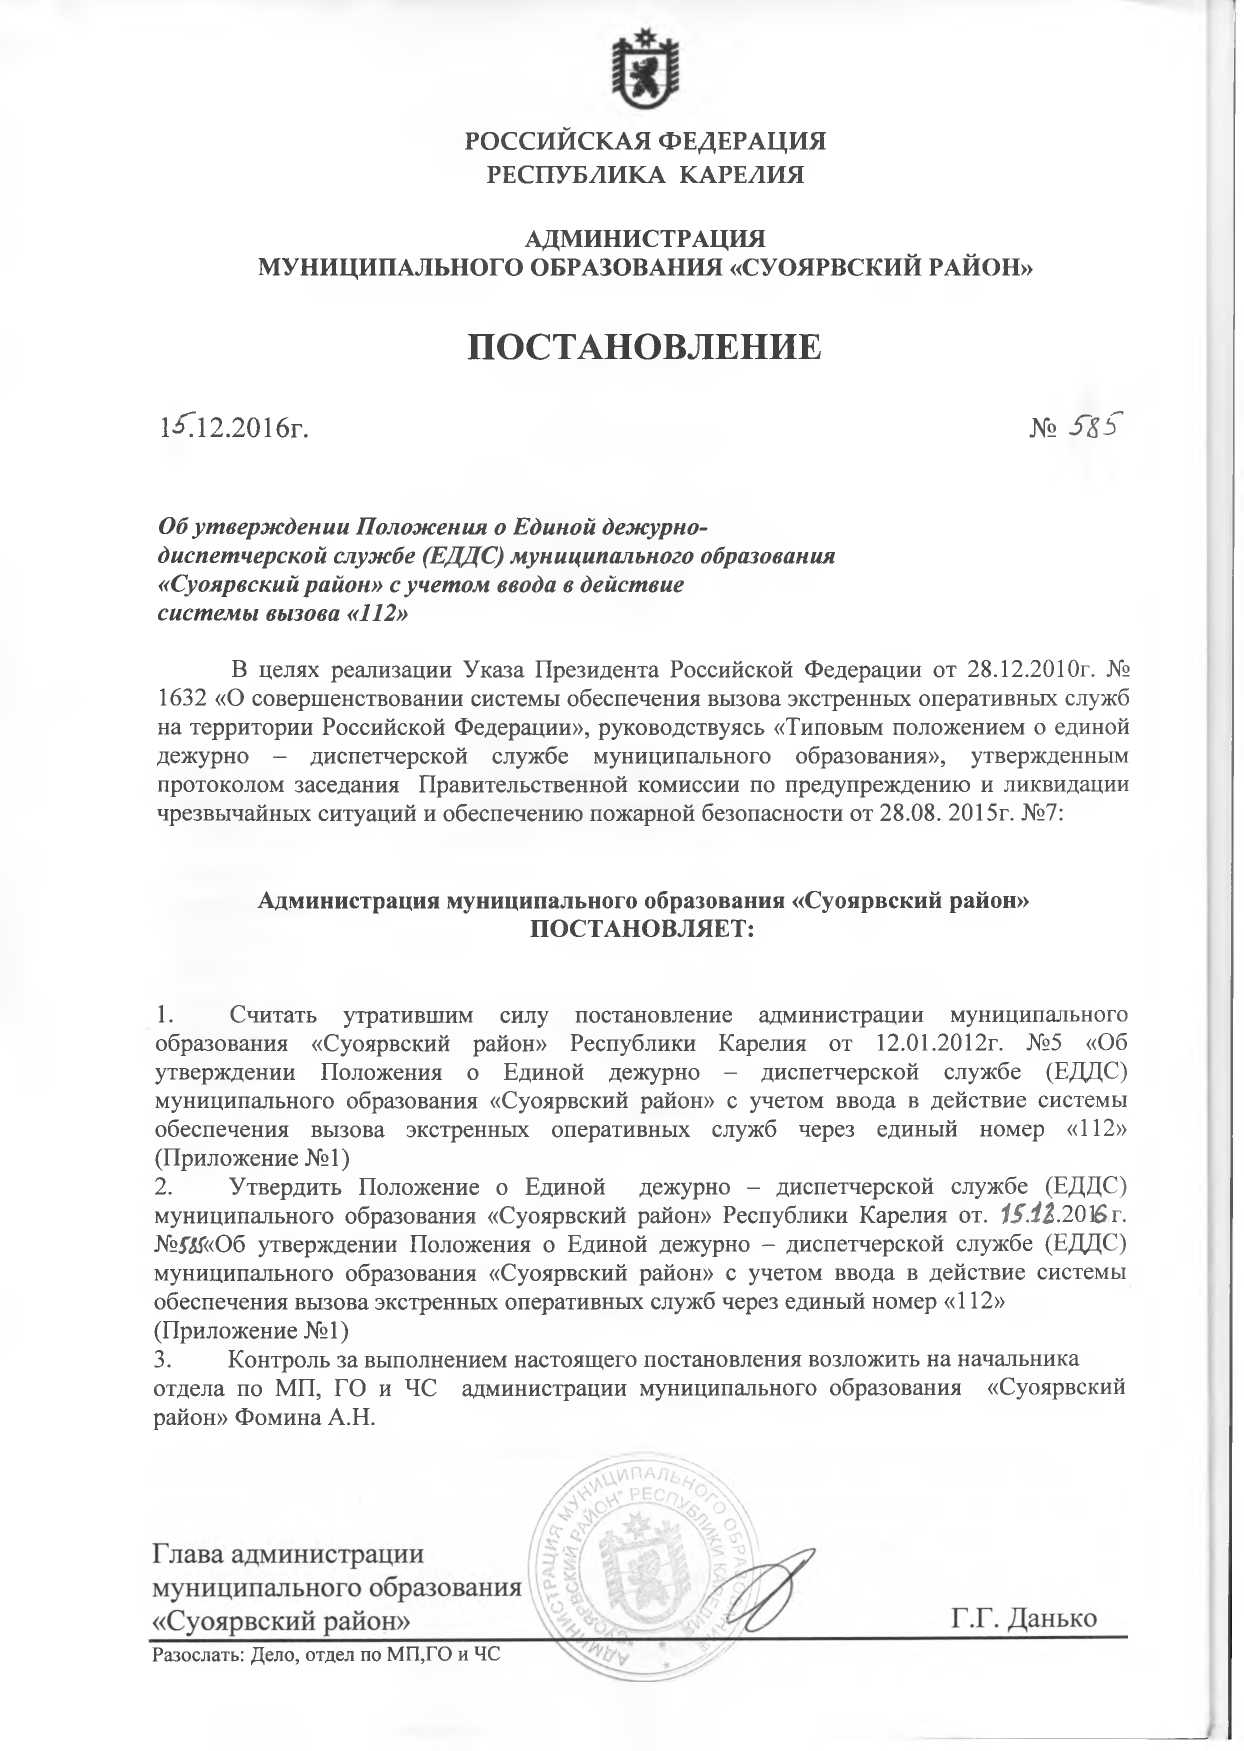 РОССИЙСКАЯ ФЕДЕРАЦИЯ
РЕСПУБЛИКА КАРЕЛИЯ
АДМИНИСТРАЦИЯ
МУНИЦИПАЛЬНОГО ОБРАЗОВАНИЯ «СУОЯРВСКИЙ РАЙОН»
ПОСТАНОВЛЕНИЕ
15.12.2016г. № 585
Об утверждении Положения о Единой дежурно-
диспетчерской службе (ЕДДС) муниципального образования
«Суоярвский район» с учетом ввода в действие
системы вызова «112»
В целях реализации Указа Президента Российской Федерации от 28.12.2010г. №
1632 «О совершенствовании системы обеспечения вызова экстренных оперативных служб
на территории Российской Федерации», руководствуясь «Типовым положением о единой
дежурно – диспетчерской службе муниципального образования», утвержденным
протоколом заседания Правительственной комиссии по предупреждению и ликвидации
чрезвычайных ситуаций и обеспечению пожарной безопасности от 28.08. 2015г. №7:
Администрация муниципального образования «Суоярвский район»
ПОСТАНОВЛЯЕТ:
1. Считать утратившим силу постановление администрации муниципального
образования «Суоярвский район» Республики Карелия от 12.01.2012г. №5 «Об
утверждении Положения о Единой дежурно – диспетчерской службе (ЕДДС)
муниципального образования «Суоярвский район» с учетом ввода в действие системы
обеспечения вызова экстренных оперативных служб через единый номер «112»
(Приложение №1)
2. Утвердить Положение о Единой дежурно – диспетчерской службе (ЕДДС)
муниципального образования «Суоярвский район» Республики Карелия от. 15.12.2016г.
№585«Об утверждении Положения о Единой дежурно – диспетчерской службе (ЕДДС)
муниципального образования «Суоярвский район» с учетом ввода в действие системы
обеспечения вызова экстренных оперативных служб через единый номер «112»
(Приложение №1)
3. Контроль за выполнением настоящего постановления возложить на начальника
отдела по МП, ГО и ЧС администрации муниципального образования «Суоярвский
район» Фомина А.Н.
АДМИНИСТРАЦИЯ МУНИЦИПАЛЬНОГО ОБРАЗОВАНИЯ
"СУОЯРВСКИЙ РАЙОН" РЕСПУБЛИКИ КАРЕЛИЯ
Глава администрации
муниципального образования
«Суоярвский район» Г.Г. Данько
Разослать: Дело, отдел по МП,ГО и ЧС